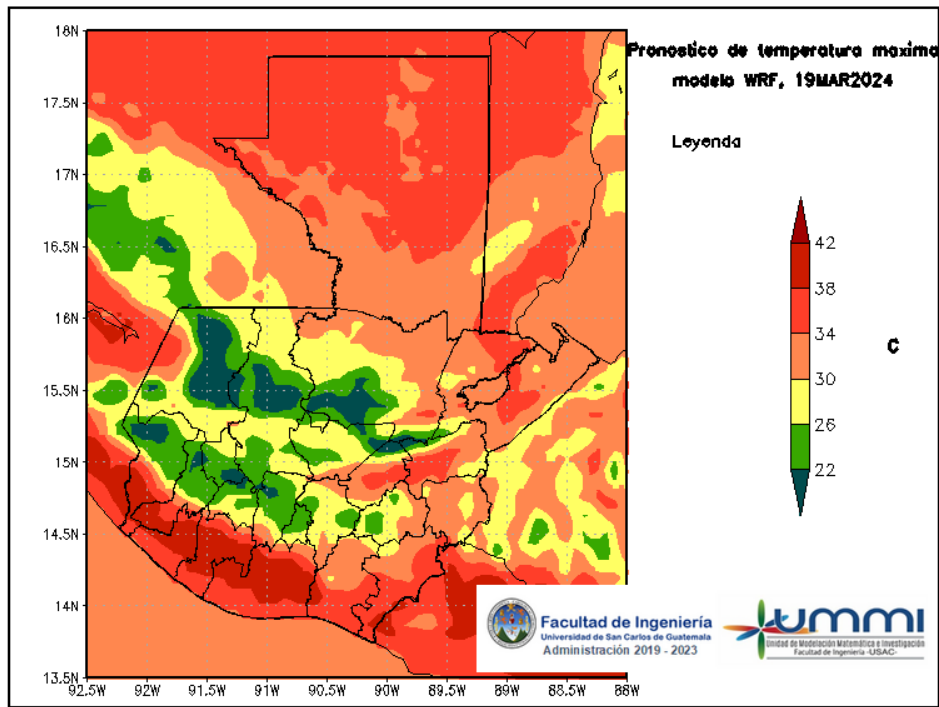 Pronostico de temperatura maxima
modelo WRF, 19MAR2024
Leyenda
42
38
34
30
26
22
C
18N
17.5N
17N
16.5N
16N
15.5N
15N
14.5N
14N
13.5N
92.5W 92W 91.5W 91W 90.5W 90W 89.5W 89W 88.5W 88W
Facultad de Ingeniería
Universidad de San Carlos de Guatemala
Administración 2019 - 2023
ummi
Unidad de Modelación Matemática e Investigación
Facultad de Ingeniería -USAC-